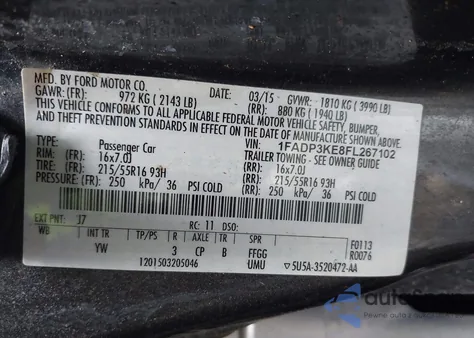 MFD. BY FORD MOTOR CO.
DATE: 03/15 GVWR: 1810 KG (3990 LB)
GAWR: (FR): 972 KG (2143 LB) (RR): 880 KG (1940 LB)
THIS VEHICLE CONFORMS TO ALL APPLICABLE FEDERAL MOTOR VEHICLE SAFETY, BUMPER,
AND THEFT PREVENTION STANDARDS IN EFFECT ON THE DATE OF MANUFACTURE SHOWN ABOVE.
VIN: 1FADP3KE8FL267102
TYPE: Passenger Car TRAILER TOWING - SEE OWNER GUIDE
RIM: (FR): 16x7.0J (RR): 16x7.0J
TIRE: (FR): 215/55R16 93H (RR): 215/55R16 93H
PRESSURE: (FR): 250 kPa/ 36 PSI (RR): 250 kPa/ 36 PSI
EXT PNT: J7 RC: 11 DSO: F0113
WB INT TR TP/PS R AXLE TR SPR R0076
YW 3 CP B FFGG
1201503205046 UMU 5U5A-3520472-AA